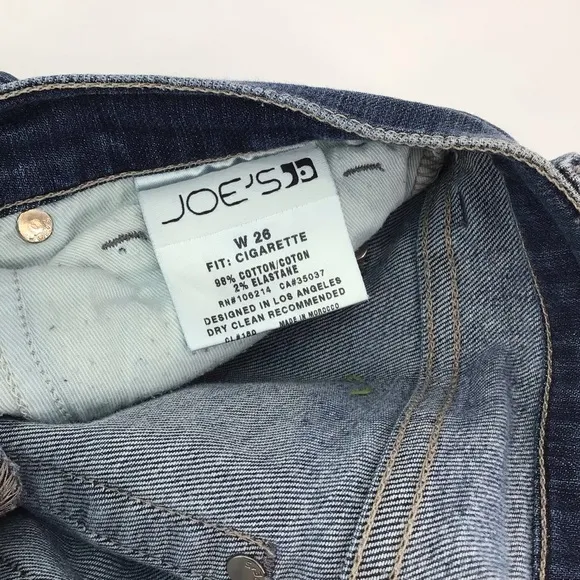 JOE'S
W 26
FIT: CIGARETTE
98% COTTON/COTON
2% ELASTANE
RN#106214 CA#35037
DESIGNED IN LOS ANGELES
DRY CLEAN RECOMMENDED
MADE IN MOROCCO